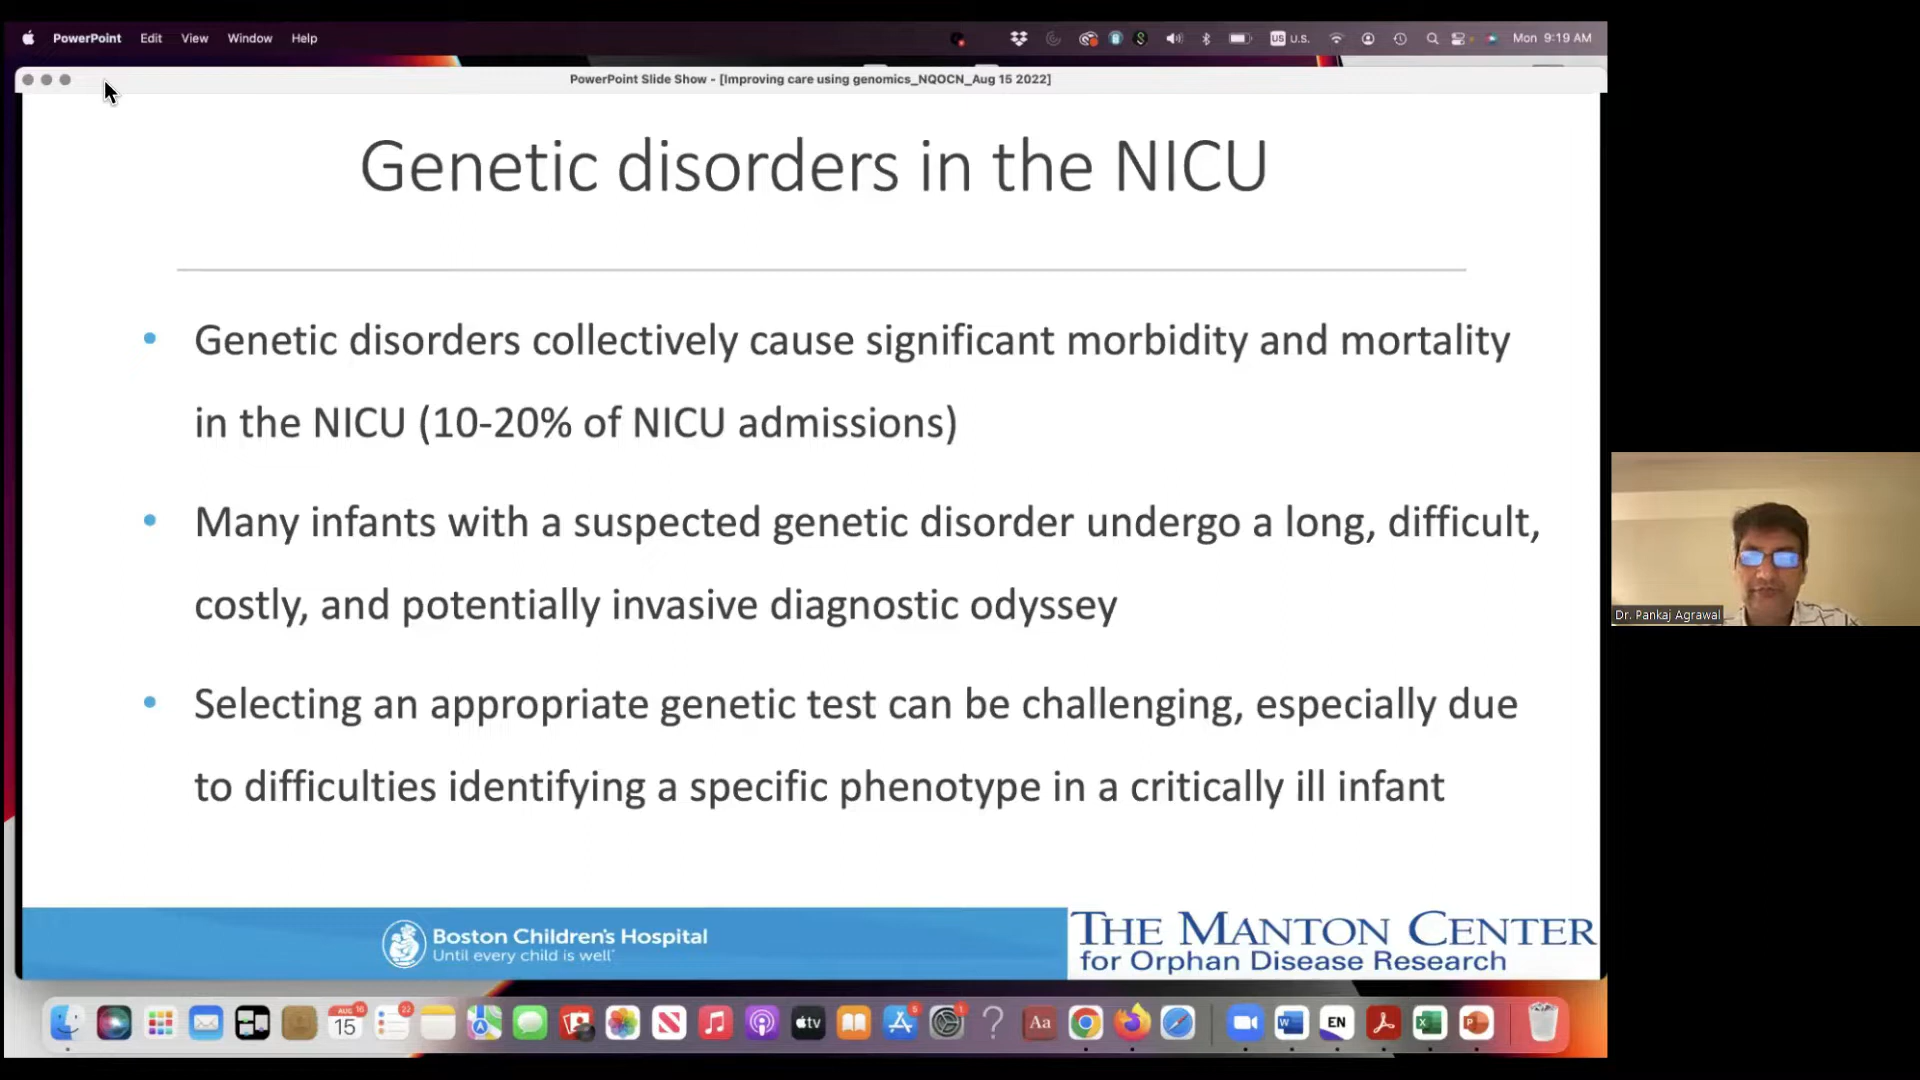 PowerPoint Edit View Window Help
US U.S. Mon 9:19 AM
PowerPoint Slide Show - [Improving care using genomics_NQOCN_Aug 15 2022]
Genetic disorders in the NICU
• Genetic disorders collectively cause significant morbidity and mortality
in the NICU (10-20% of NICU admissions)
• Many infants with a suspected genetic disorder undergo a long, difficult,
costly, and potentially invasive diagnostic odyssey
• Selecting an appropriate genetic test can be challenging, especially due
to difficulties identifying a specific phenotype in a critically ill infant
Dr. Pankaj Agrawal
Boston Children's Hospital
Until every child is well
THE MANTON CENTER
for Orphan Disease Research
AUG 15 tv Aa EN